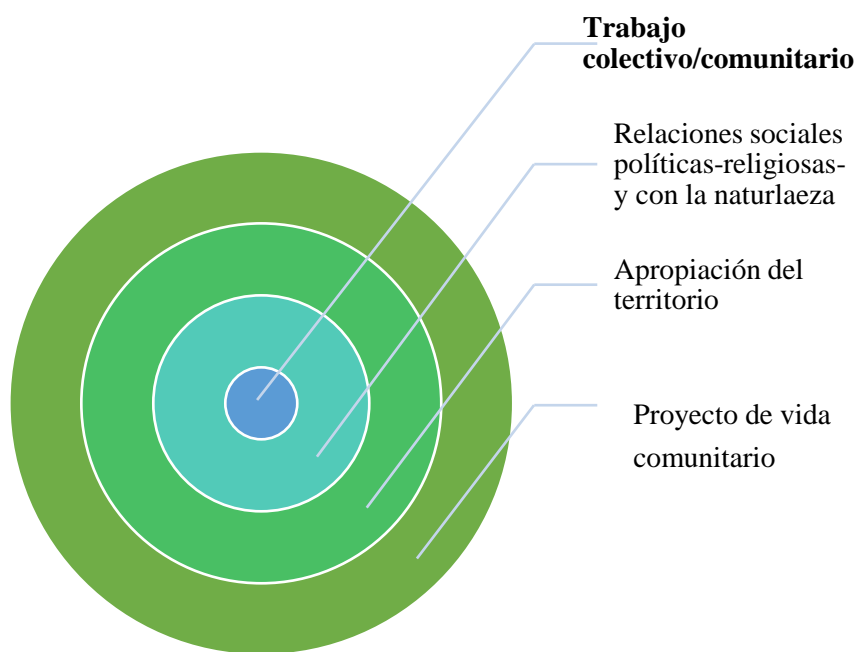 Trabajo
colectivo/comunitario
Relaciones sociales
políticas-religiosas-
y con la naturlaeza
Apropiación del
territorio
Proyecto de vida
comunitario